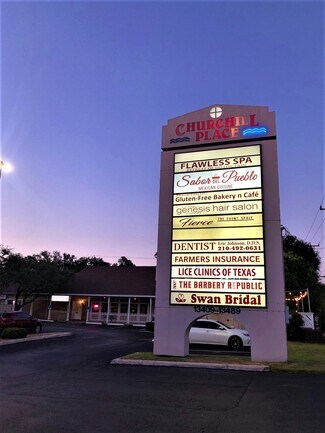 CHURCHILL
PLACE
FLAWLESS SPA
Sabor DEL Pueblo
MEXICAN CUISINE
Gluten-Free Bakery n Café
genesis hair salon
Fierce THE EVENT SPACE
DENTIST Eric Johnson, D.D.S.
210-492-0631
FARMERS INSURANCE
LICE CLINICS OF TEXAS
THE BARBERY REPUBLIC
Swan Bridal
13409-13489